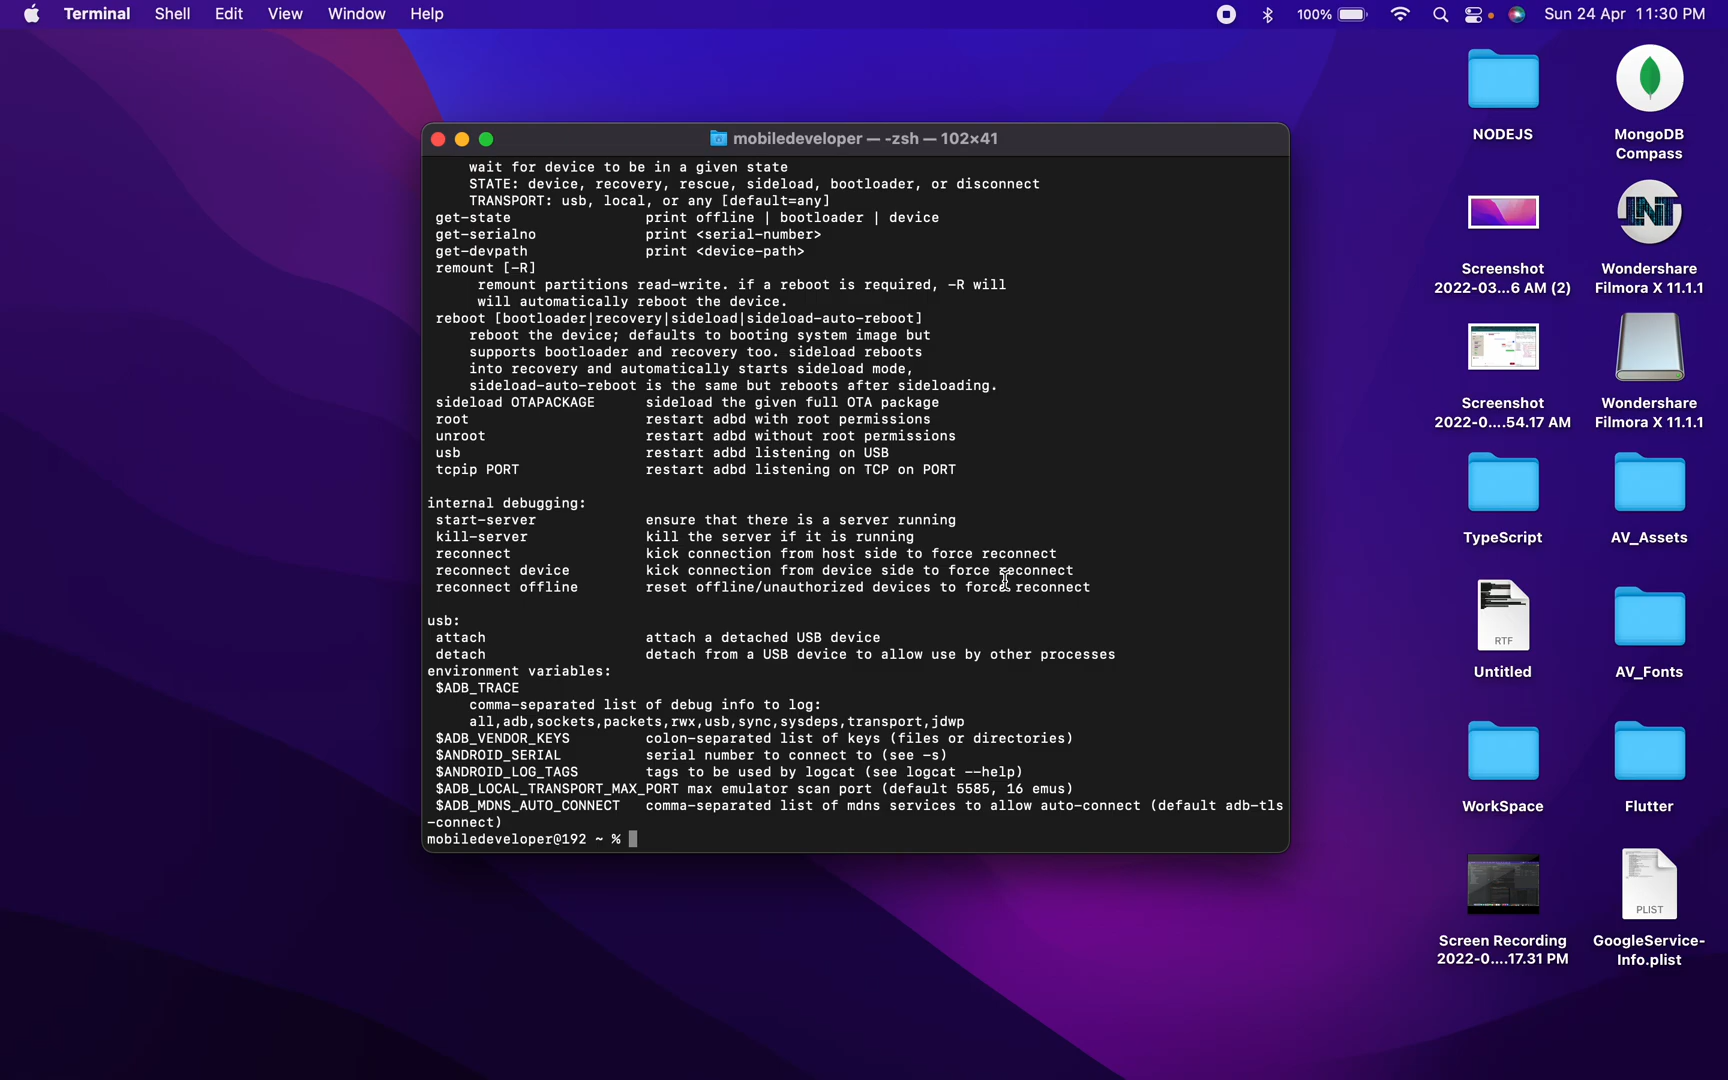 Terminal Shell Edit View Window Help 100% Sun 24 Apr 11:30 PM
mobiledeveloper — -zsh — 102×41
wait for device to be in a given state
STATE: device, recovery, rescue, sideload, bootloader, or disconnect
TRANSPORT: usb, local, or any [default=any]
get-state print offline | bootloader | device
get-serialno print <serial-number>
get-devpath print <device-path>
remount [-R]
remount partitions read-write. if a reboot is required, -R will
will automatically reboot the device.
reboot [bootloader|recovery|sideload|sideload-auto-reboot]
reboot the device; defaults to booting system image but
supports bootloader and recovery too. sideload reboots
into recovery and automatically starts sideload mode,
sideload-auto-reboot is the same but reboots after sideloading.
sideload OTAPACKAGE sideload the given full OTA package
root restart adbd with root permissions
unroot restart adbd without root permissions
usb restart adbd listening on USB
tcpip PORT restart adbd listening on TCP on PORT
internal debugging:
start-server ensure that there is a server running
kill-server kill the server if it is running
reconnect kick connection from host side to force reconnect
reconnect device kick connection from device side to force reconnect
reconnect offline reset offline/unauthorized devices to force reconnect
usb:
attach attach a detached USB device
detach detach from a USB device to allow use by other processes
environment variables:
$ADB_TRACE
comma-separated list of debug info to log:
all,adb,sockets,packets,rwx,usb,sync,sysdeps,transport,jdwp
$ADB_VENDOR_KEYS colon-separated list of keys (files or directories)
$ANDROID_SERIAL serial number to connect to (see -s)
$ANDROID_LOG_TAGS tags to be used by logcat (see logcat --help)
$ADB_LOCAL_TRANSPORT_MAX_PORT max emulator scan port (default 5585, 16 emus)
$ADB_MDNS_AUTO_CONNECT comma-separated list of mdns services to allow auto-connect (default adb-tls
-connect)
mobiledeveloper@192 ~ %
NODEJS
MongoDB
Compass
Screenshot
2022-03...6 AM (2)
INT
Wondershare
Filmora X 11.1.1
Screenshot
2022-0....54.17 AM
Wondershare
Filmora X 11.1.1
TypeScript
AV_Assets
RTF
Untitled
AV_Fonts
WorkSpace
Flutter
Screen Recording
2022-0....17.31 PM
PLIST
GoogleService-
Info.plist